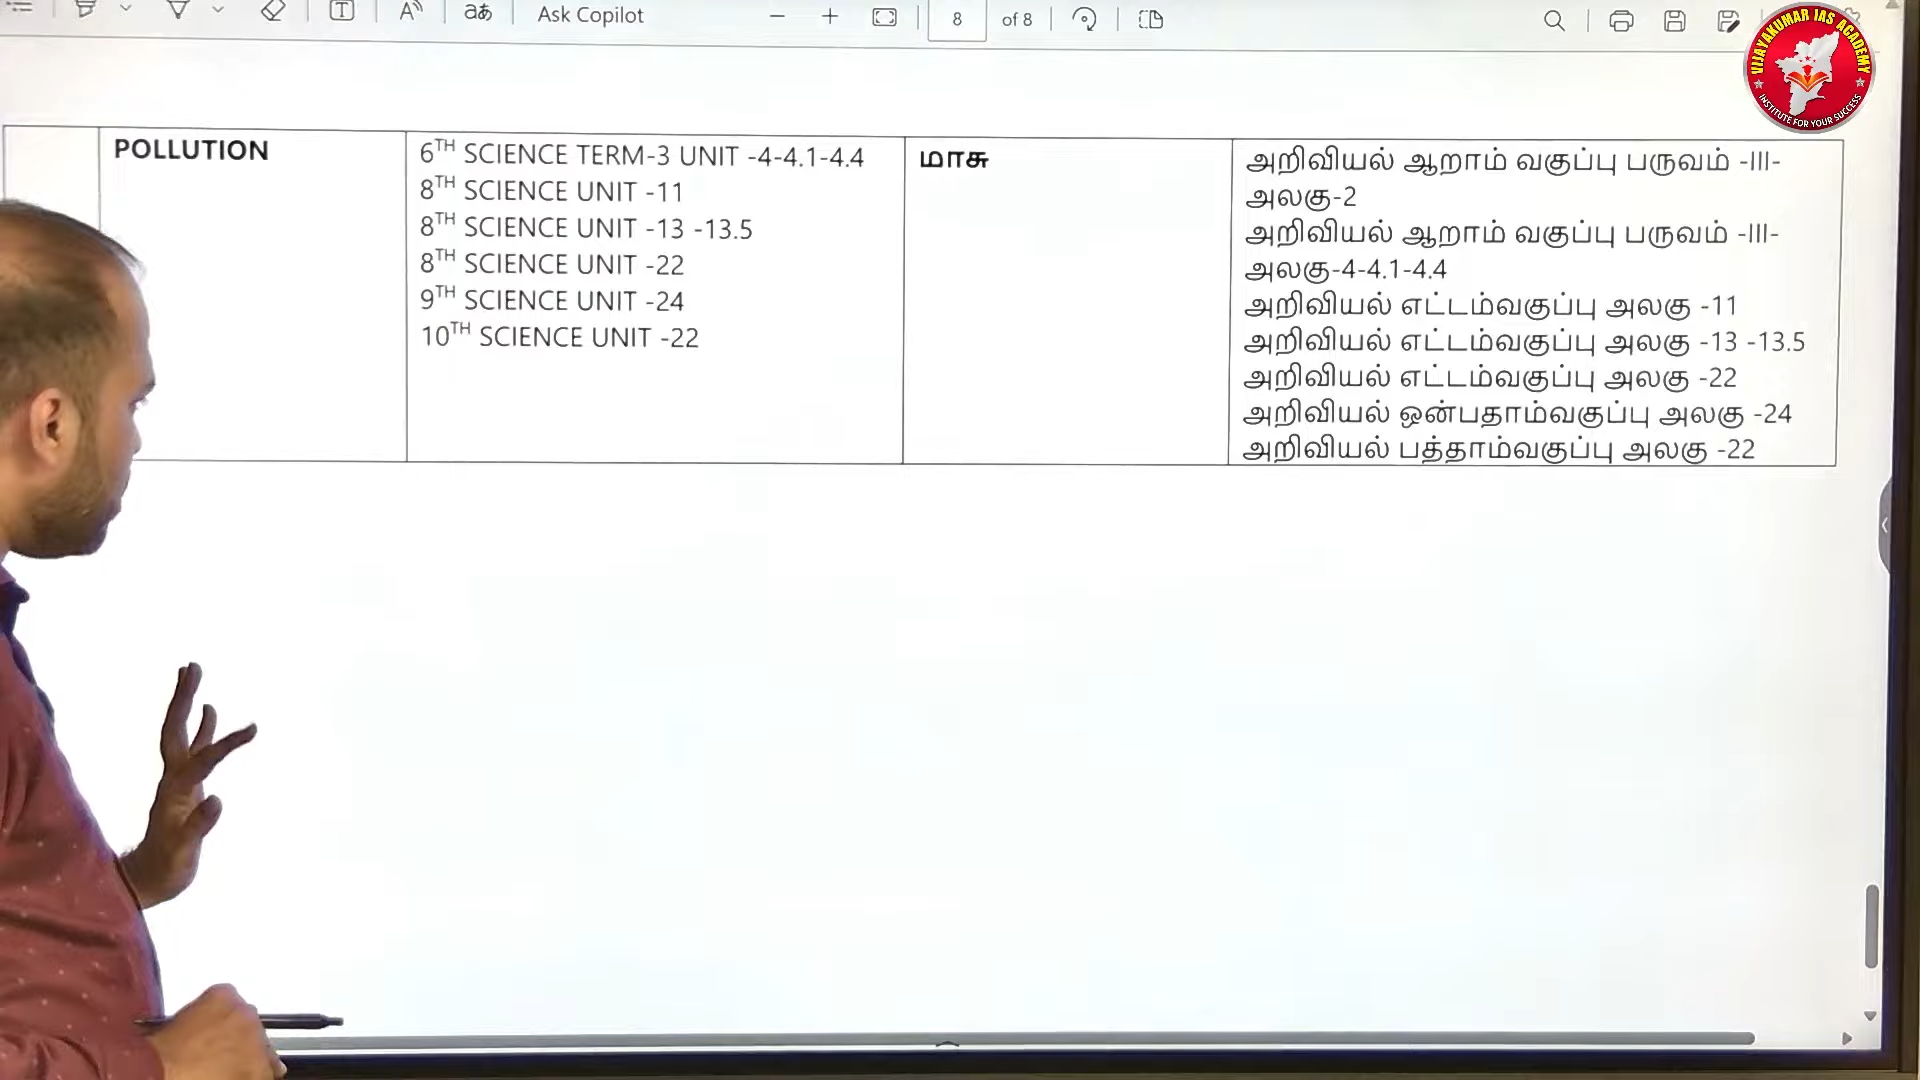 aあ Ask Copilot 8 of 8
VIJAYAKUMAR IAS ACADEMY
INSTITUTE FOR YOUR SUCCESS
POLLUTION
6TH SCIENCE TERM-3 UNIT -4-4.1-4.4
8TH SCIENCE UNIT -11
8TH SCIENCE UNIT -13 -13.5
8TH SCIENCE UNIT -22
9TH SCIENCE UNIT -24
10TH SCIENCE UNIT -22
மாசு
அறிவியல் ஆறாம் வகுப்பு பருவம் -III-
அலகு-2
அறிவியல் ஆறாம் வகுப்பு பருவம் -III-
அலகு-4-4.1-4.4
அறிவியல் எட்டம்வகுப்பு அலகு -11
அறிவியல் எட்டம்வகுப்பு அலகு -13 -13.5
அறிவியல் எட்டம்வகுப்பு அலகு -22
அறிவியல் ஒன்பதாம்வகுப்பு அலகு -24
அறிவியல் பத்தாம்வகுப்பு அலகு -22